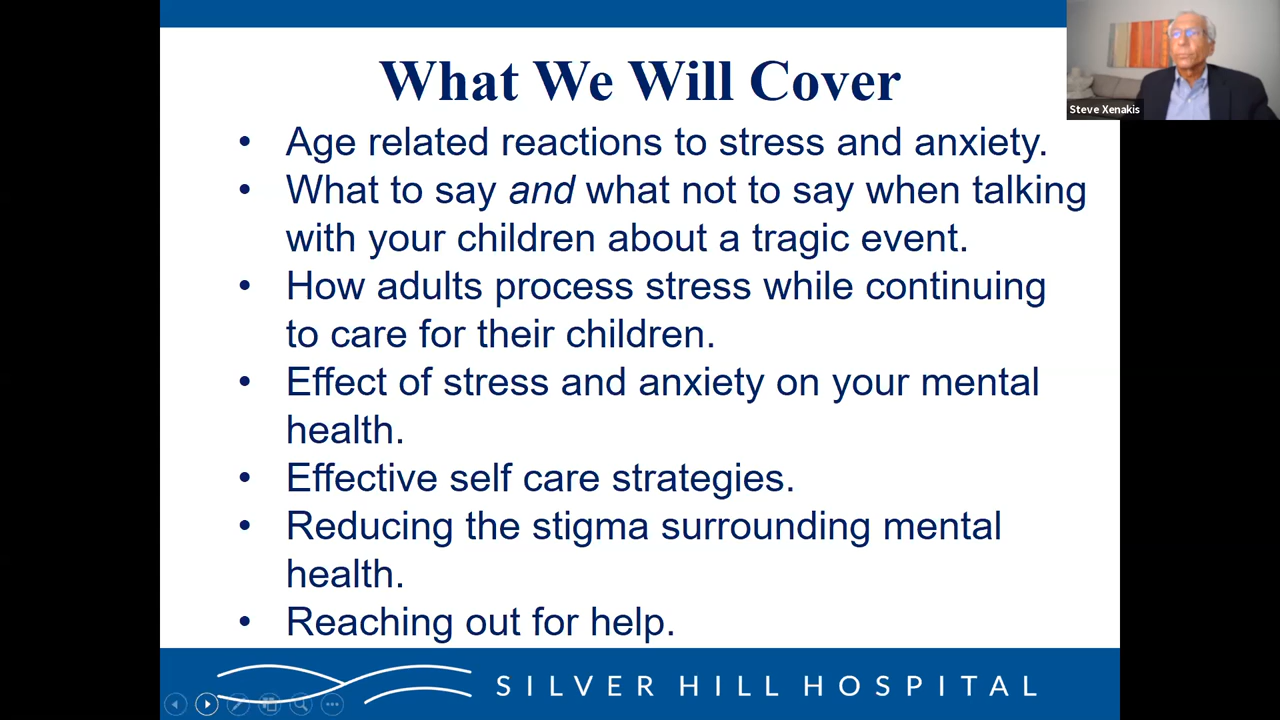 What We Will Cover
Steve Xenakis
• Age related reactions to stress and anxiety.
• What to say and what not to say when talking
with your children about a tragic event.
• How adults process stress while continuing
to care for their children.
• Effect of stress and anxiety on your mental
health.
• Effective self care strategies.
• Reducing the stigma surrounding mental
health.
• Reaching out for help.
SILVER HILL HOSPITAL